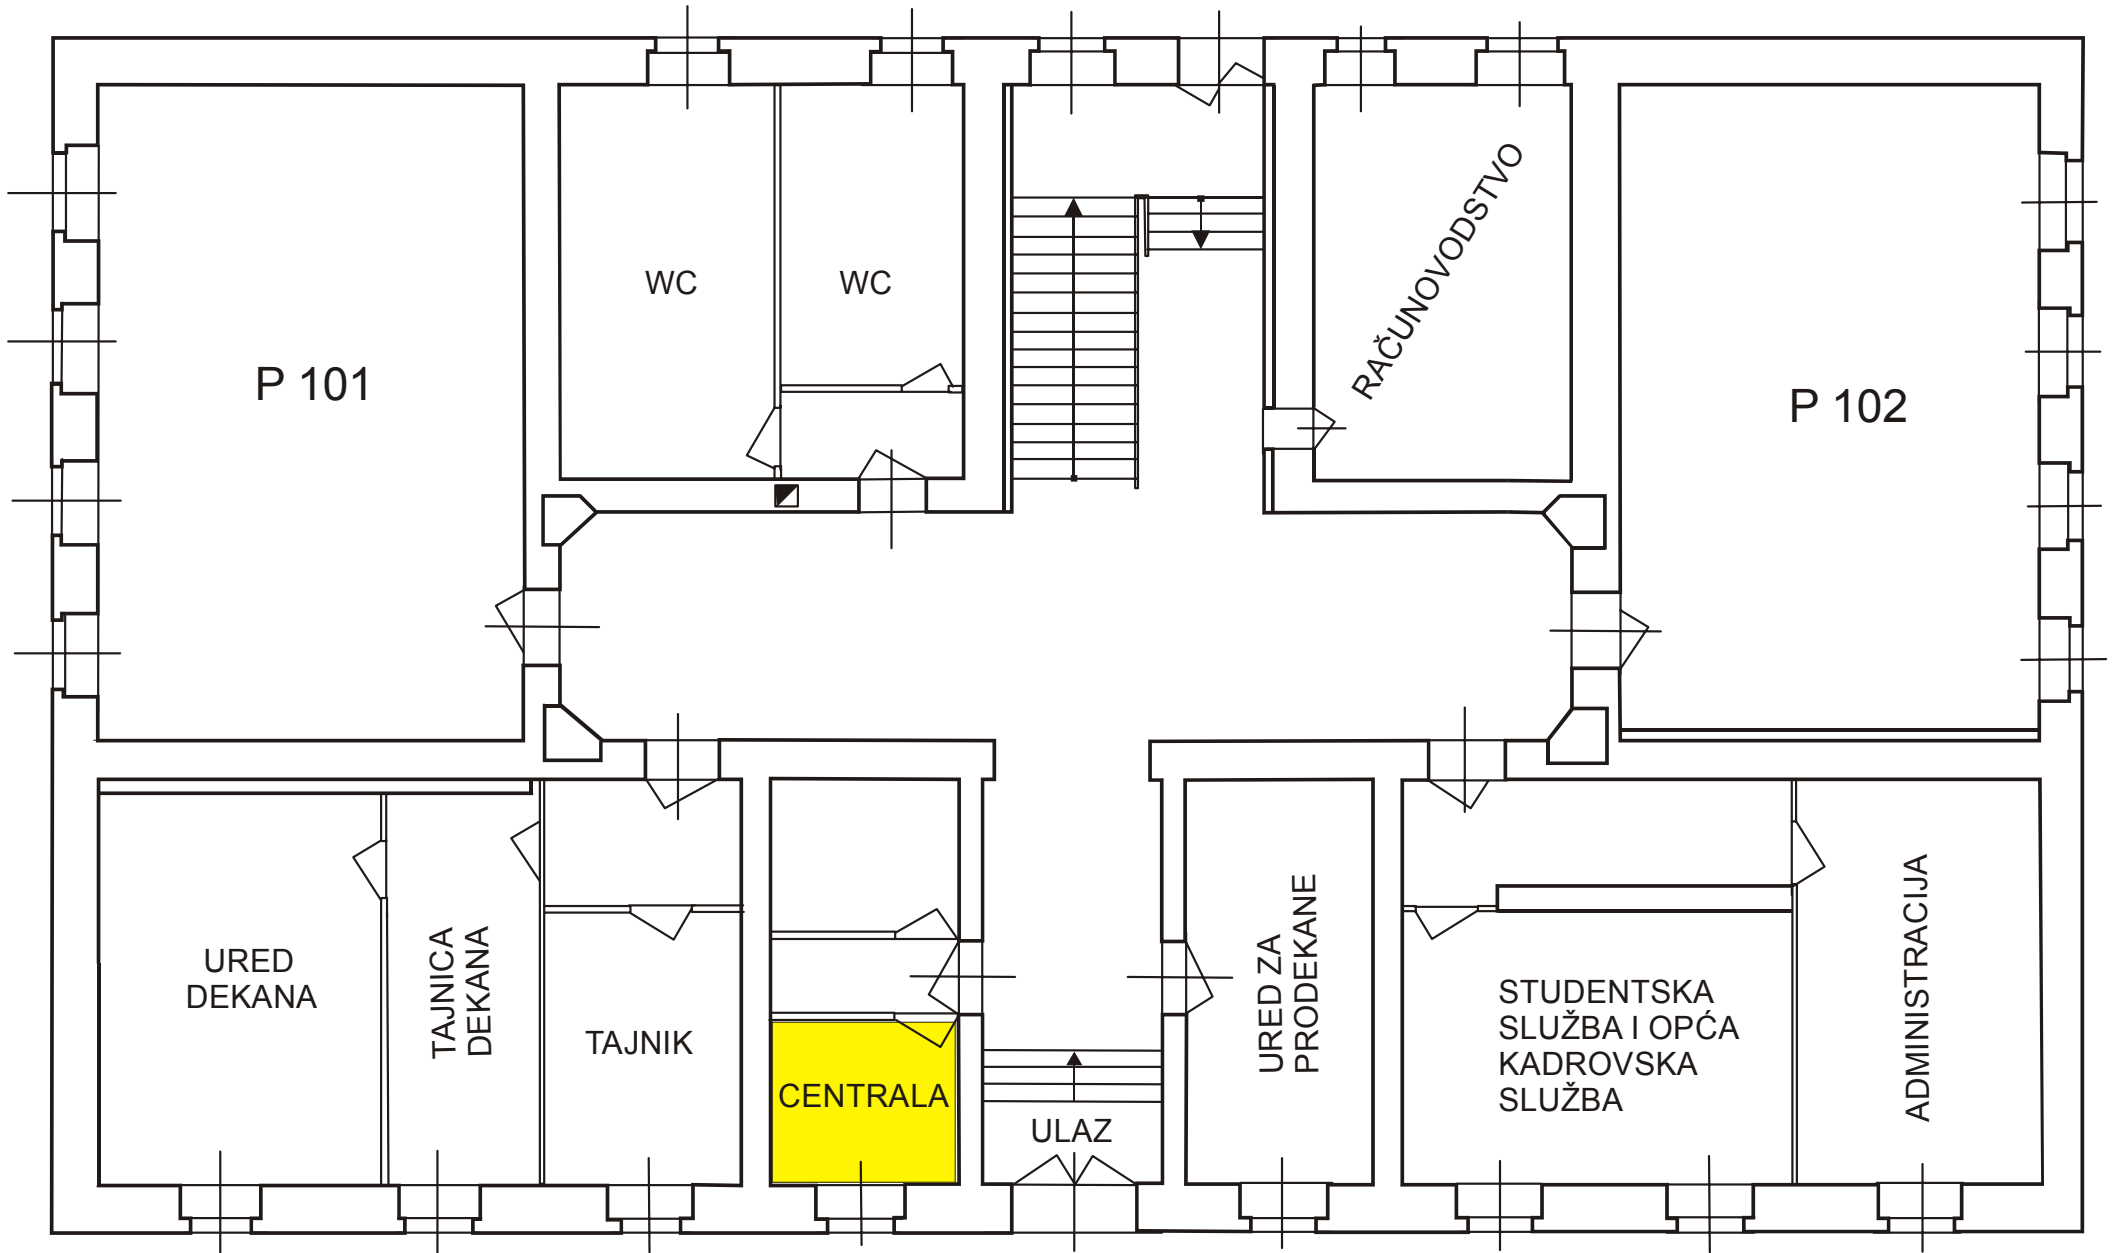 WC
WC
RAČUNOVODSTVO
P 101
P 102
URED
DEKANA
TAJNICA
DEKANA
TAJNIK
CENTRALA
ULAZ
URED ZA
PRODEKANE
STUDENTSKA
SLUŽBA I OPĆA
KADROVSKA
SLUŽBA
ADMINISTRACIJA